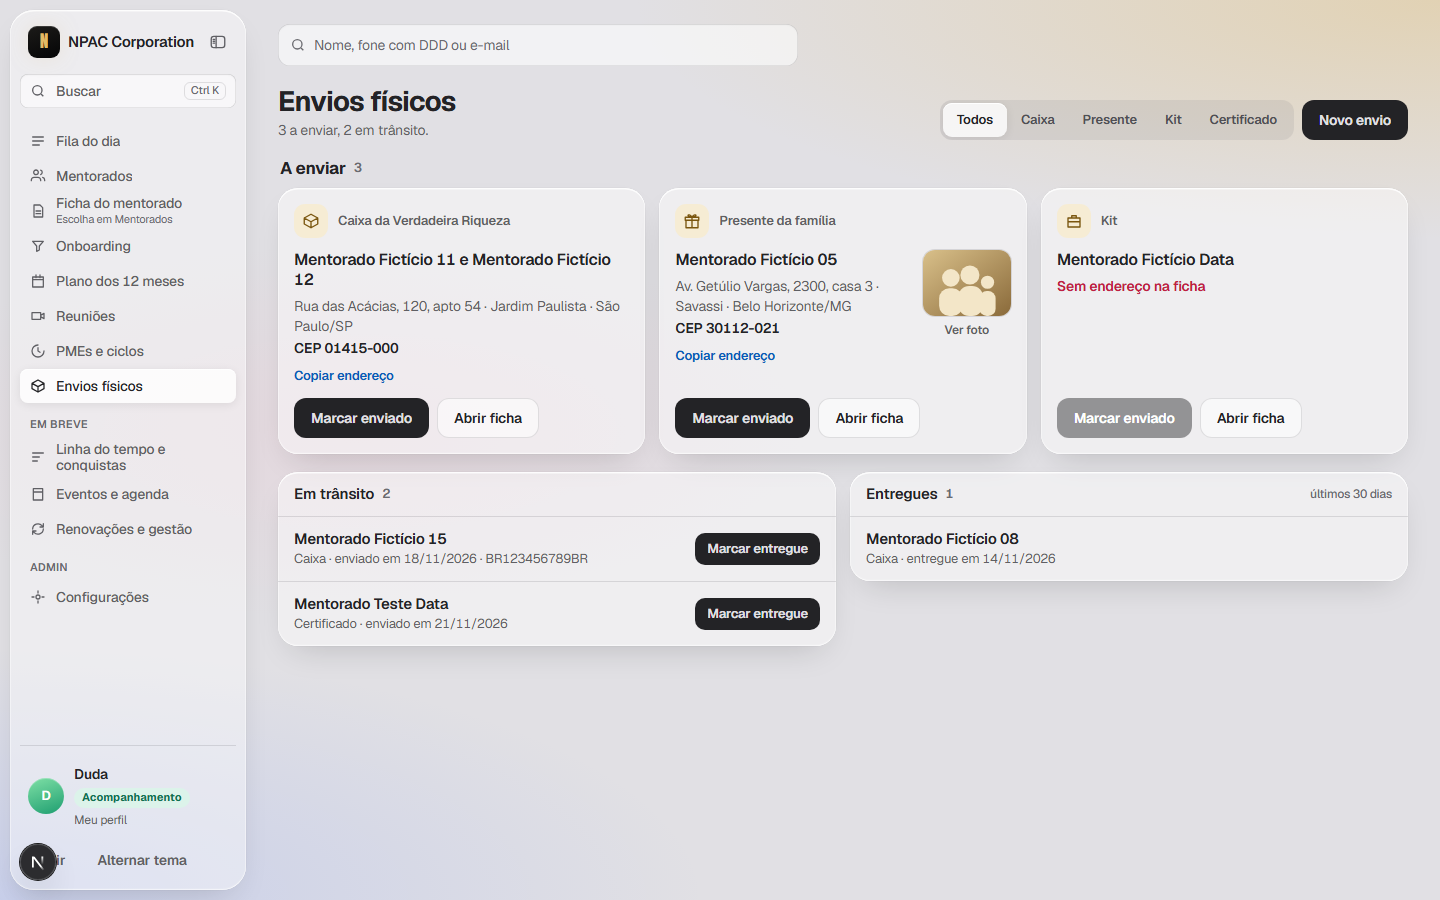 NPAC Corporation
Buscar
Ctrl K
Fila do dia
Mentorados
Ficha do mentorado
Escolha em Mentorados
Onboarding
Plano dos 12 meses
Reuniões
PMEs e ciclos
Envios físicos
EM BREVE
Linha do tempo e
conquistas
Eventos e agenda
Renovações e gestão
ADMIN
Configurações
D
Duda
Acompanhamento
Meu perfil
N
ir
Alternar tema
Nome, fone com DDD ou e-mail
Envios físicos
3 a enviar, 2 em trânsito.
Todos
Caixa
Presente
Kit
Certificado
Novo envio
A enviar 3
Caixa da Verdadeira Riqueza
Mentorado Fictício 11 e Mentorado Fictício
12
Rua das Acácias, 120, apto 54 · Jardim Paulista · São
Paulo/SP
CEP 01415-000
Copiar endereço
Marcar enviado
Abrir ficha
Presente da família
Mentorado Fictício 05
Av. Getúlio Vargas, 2300, casa 3 ·
Savassi · Belo Horizonte/MG
CEP 30112-021
Copiar endereço
Ver foto
Marcar enviado
Abrir ficha
Kit
Mentorado Fictício Data
Sem endereço na ficha
Marcar enviado
Abrir ficha
Em trânsito 2
Mentorado Fictício 15
Caixa · enviado em 18/11/2026 · BR123456789BR
Marcar entregue
Mentorado Teste Data
Certificado · enviado em 21/11/2026
Marcar entregue
Entregues 1
últimos 30 dias
Mentorado Fictício 08
Caixa · entregue em 14/11/2026